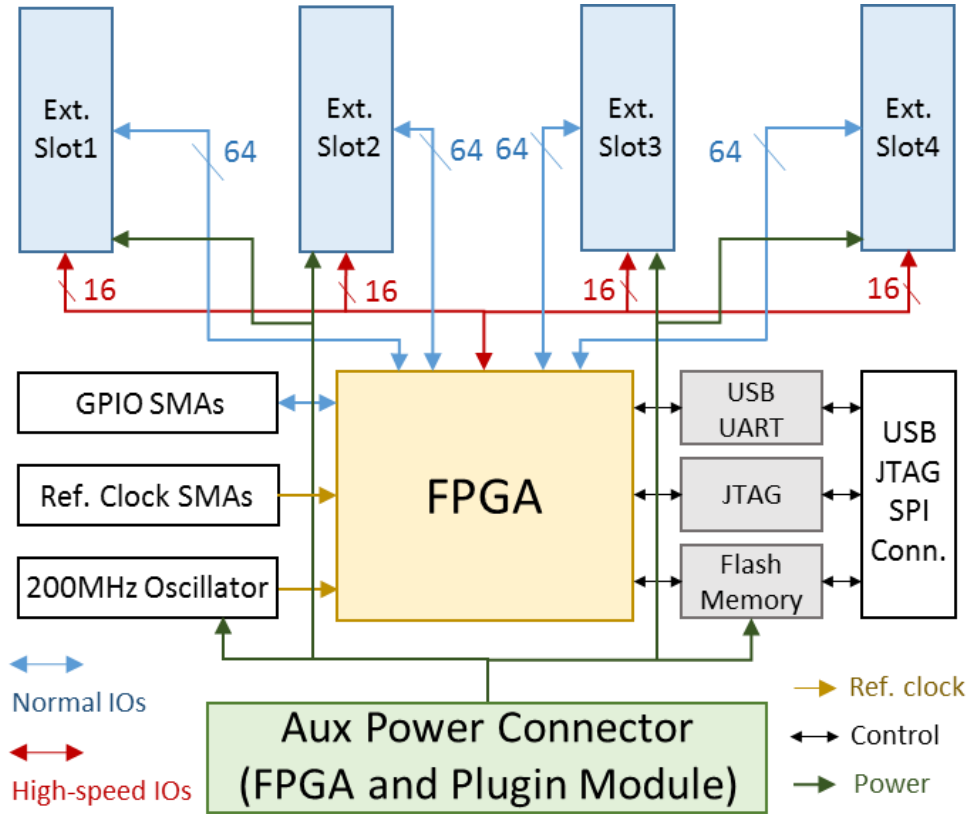 Ext.
Slot1
Ext.
Slot2
Ext.
Slot3
Ext.
Slot4
64
64
64
64
16
16
16
16
GPIO SMAs
Ref. Clock SMAs
200MHz Oscillator
FPGA
USB
UART
JTAG
Flash
Memory
USB
JTAG
SPI
Conn.
Normal IOs
High-speed IOs
Aux Power Connector
(FPGA and Plugin Module)
Ref. clock
Control
Power